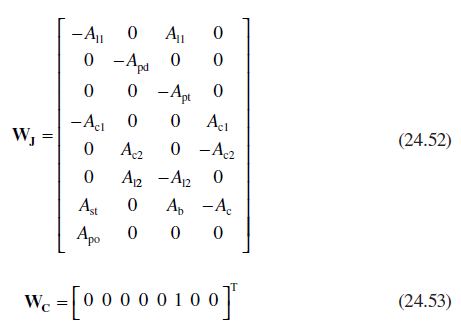 -A_l1 0 A_l1 0
0 -A_pd 0 0
0 0 -A_pt 0
W_J = -A_c1 0 0 A_c1 (24.52)
0 A_c2 0 -A_c2
0 A_l2 -A_l2 0
A_st 0 A_b -A_c
A_po 0 0 0
W_C = [0 0 0 0 0 1 0 0]^T (24.53)